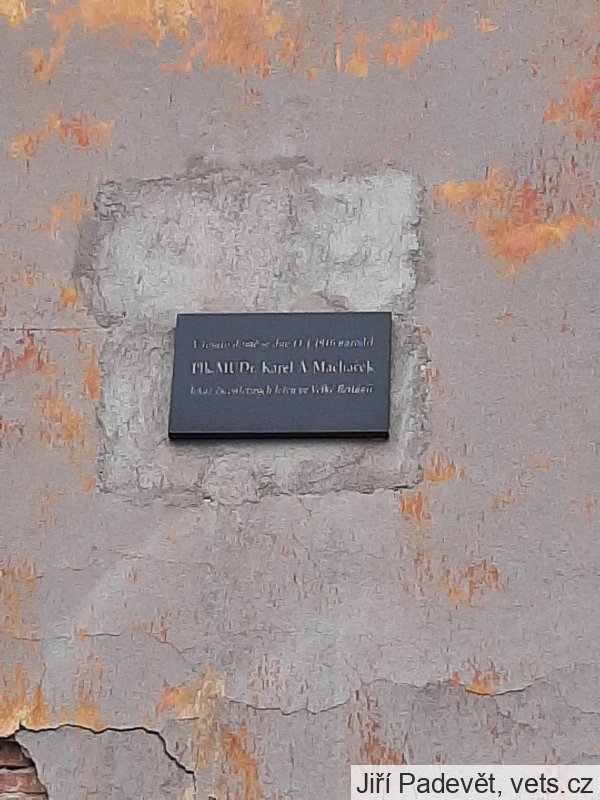 V tomto domě se dne 1916 narodil
Plk.MUDr. Karel A Macháček
lékař československých letců ve Velké Británii
Jiří Padevět, vets.cz